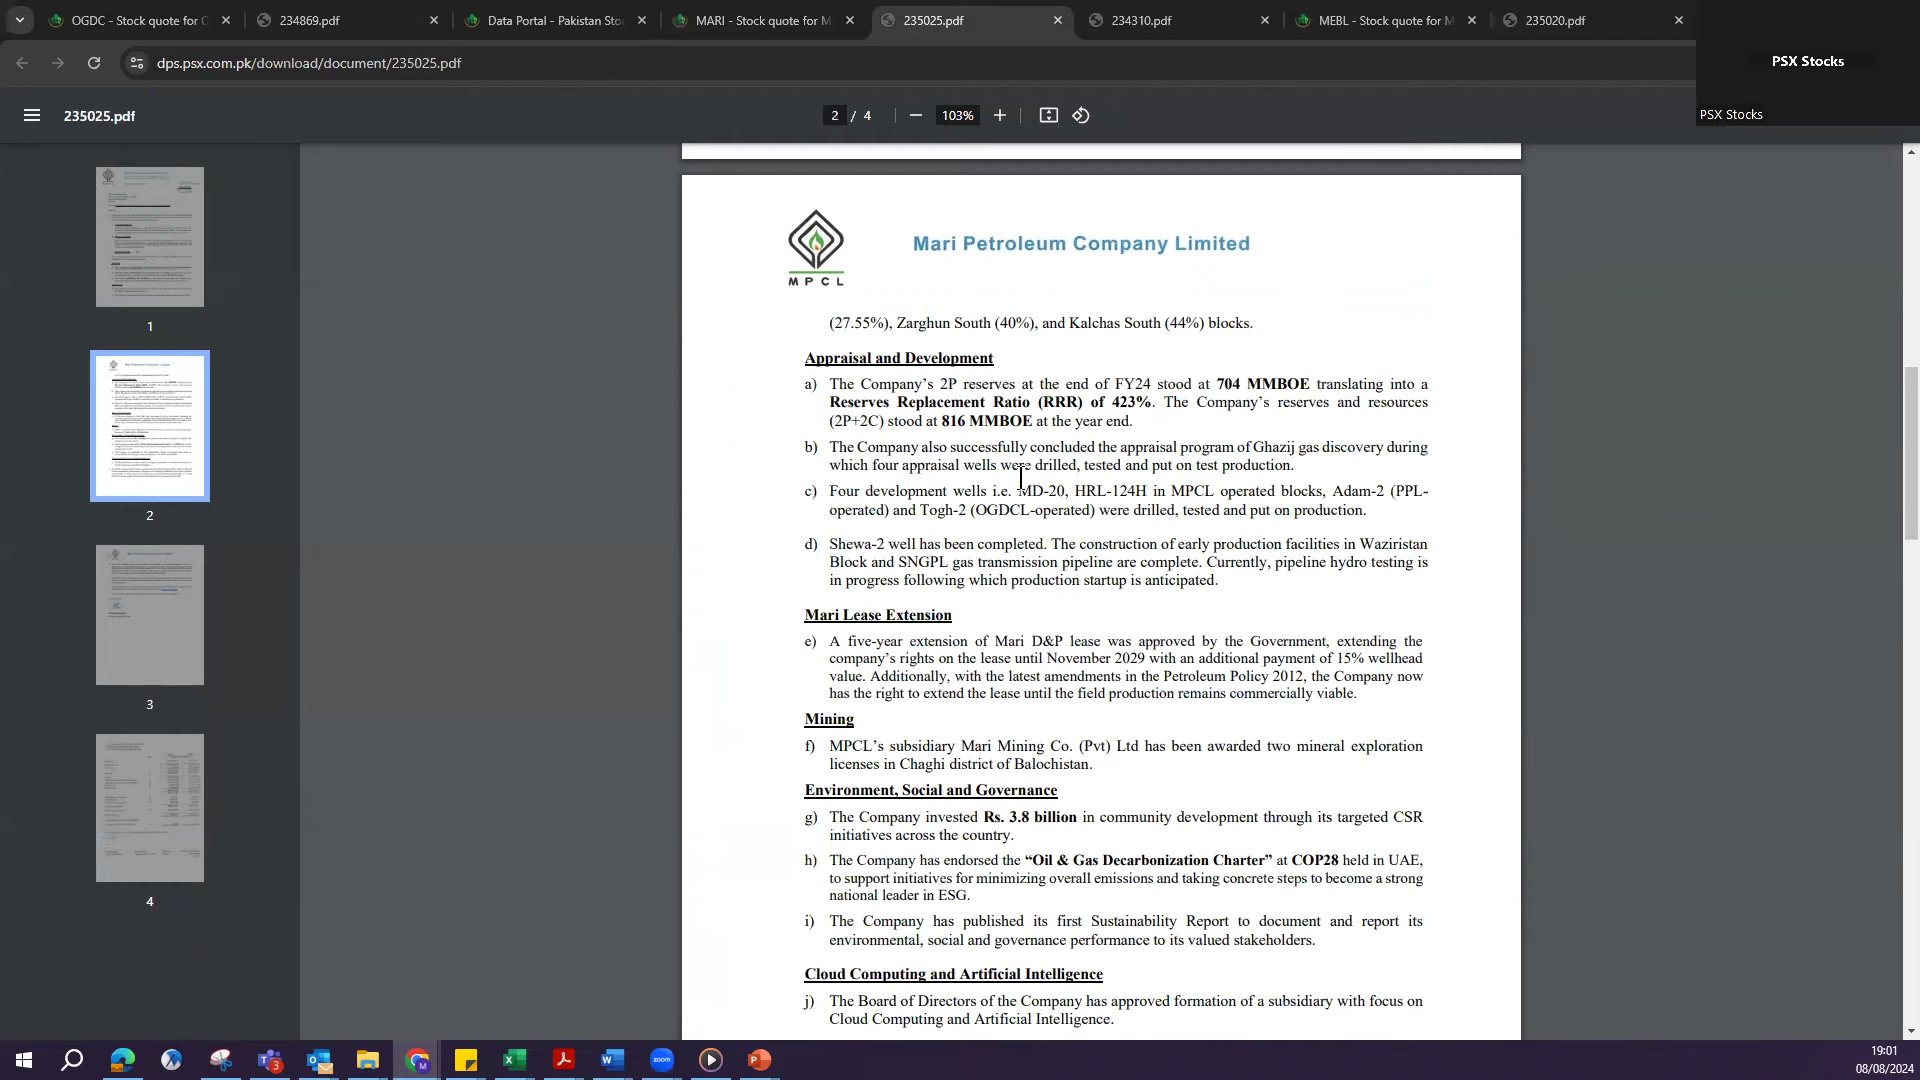 OGDC - Stock quote for O
234869.pdf
Data Portal - Pakistan Sto
MARI - Stock quote for M
235025.pdf
234310.pdf
MEBL - Stock quote for M
235020.pdf
dps.psx.com.pk/download/document/235025.pdf
PSX Stocks
PSX Stocks
235025.pdf
2 / 4
103%
1
2
3
4
MPCL
Mari Petroleum Company Limited
(27.55%), Zarghun South (40%), and Kalchas South (44%) blocks.
Appraisal and Development
a) The Company's 2P reserves at the end of FY24 stood at 704 MMBOE translating into a
Reserves Replacement Ratio (RRR) of 423%. The Company's reserves and resources
(2P+2C) stood at 816 MMBOE at the year end.
b) The Company also successfully concluded the appraisal program of Ghazij gas discovery during
which four appraisal wells were drilled, tested and put on test production.
c) Four development wells i.e. MD-20, HRL-124H in MPCL operated blocks, Adam-2 (PPL-
operated) and Togh-2 (OGDCL-operated) were drilled, tested and put on production.
d) Shewa-2 well has been completed. The construction of early production facilities in Waziristan
Block and SNGPL gas transmission pipeline are complete. Currently, pipeline hydro testing is
in progress following which production startup is anticipated.
Mari Lease Extension
e) A five-year extension of Mari D&P lease was approved by the Government, extending the
company's rights on the lease until November 2029 with an additional payment of 15% wellhead
value. Additionally, with the latest amendments in the Petroleum Policy 2012, the Company now
has the right to extend the lease until the field production remains commercially viable.
Mining
f) MPCL's subsidiary Mari Mining Co. (Pvt) Ltd has been awarded two mineral exploration
licenses in Chaghi district of Balochistan.
Environment, Social and Governance
g) The Company invested Rs. 3.8 billion in community development through its targeted CSR
initiatives across the country.
h) The Company has endorsed the “Oil & Gas Decarbonization Charter” at COP28 held in UAE,
to support initiatives for minimizing overall emissions and taking concrete steps to become a strong
national leader in ESG.
i) The Company has published its first Sustainability Report to document and report its
environmental, social and governance performance to its valued stakeholders.
Cloud Computing and Artificial Intelligence
j) The Board of Directors of the Company has approved formation of a subsidiary with focus on
Cloud Computing and Artificial Intelligence.
19:01
08/08/2024